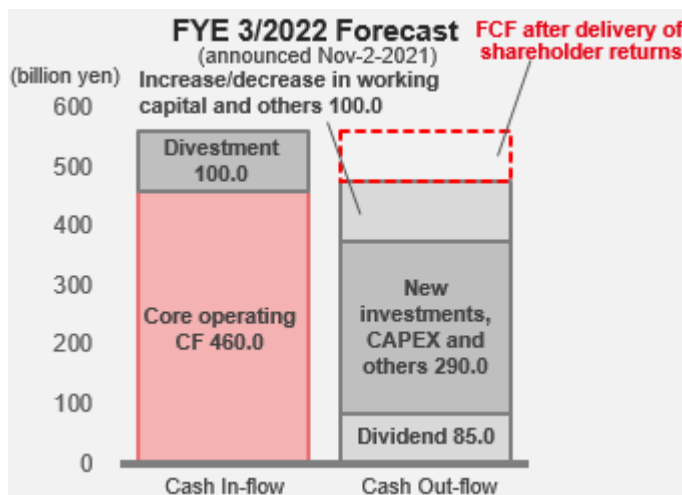 FYE 3/2022 Forecast
(announced Nov-2-2021)
FCF after delivery of
shareholder returns
(billion yen)
Increase/decrease in working
capital and others 100.0
600
500
400
300
200
100
0
Divestment
100.0
Core operating
CF 460.0
New
investments,
CAPEX and
others 290.0
Dividend 85.0
Cash In-flow
Cash Out-flow